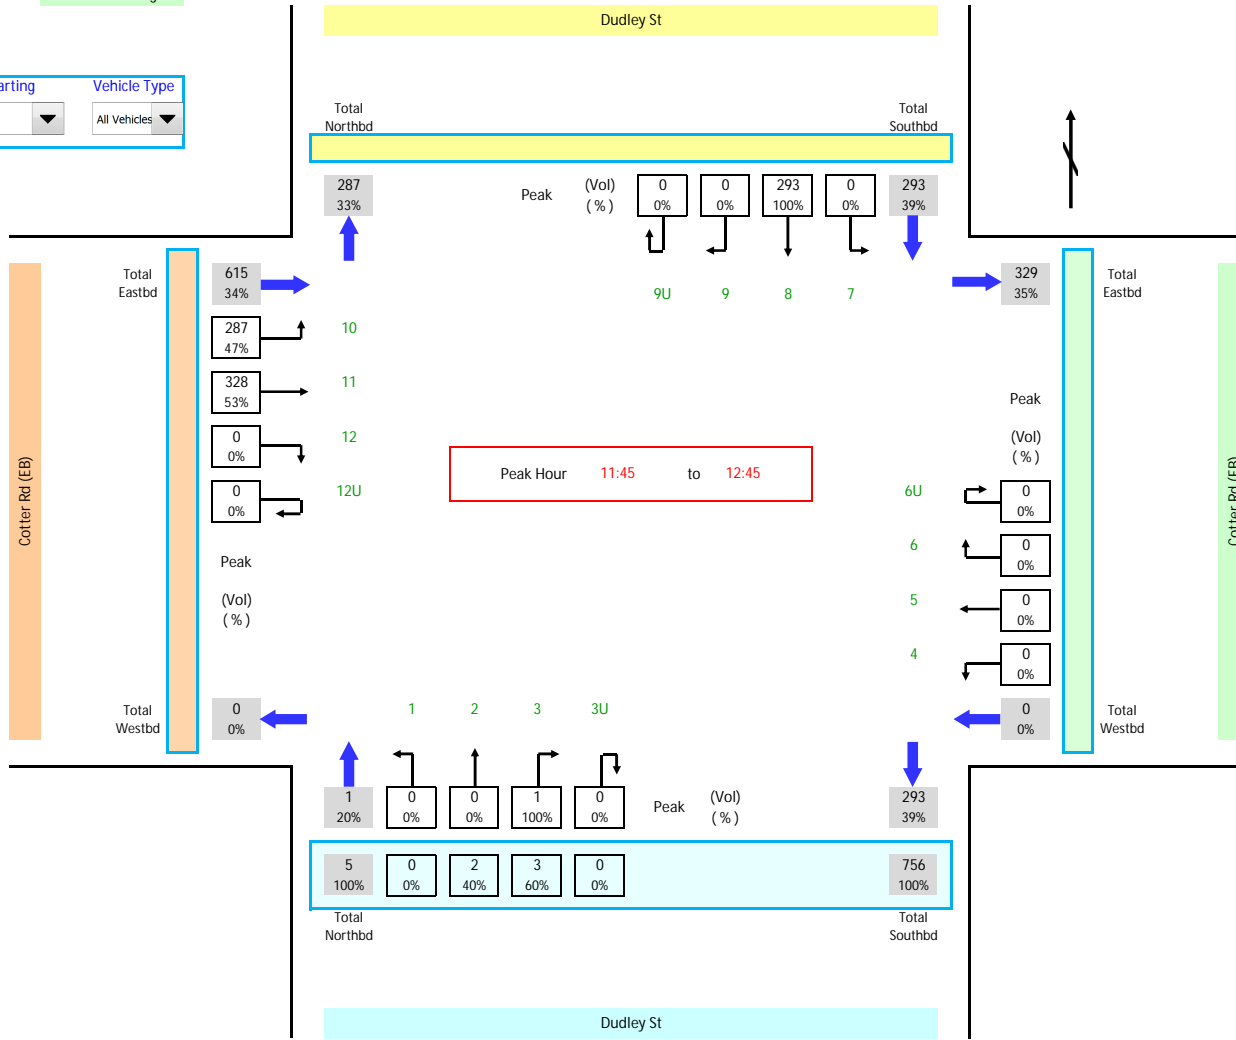 Dudley St
Vehicle Type
All Vehicles
Total
Northbd
Total
Southbd
287
33%
Peak
(Vol)
( % )
0
0%
0
0%
293
100%
0
0%
293
39%
9U
9
8
7
Total
Eastbd
615
34%
329
35%
Total
Eastbd
287
47%
10
328
53%
11
0
0%
12
0
0%
12U
Peak
(Vol)
( % )
Cotter Rd (EB)
Peak Hour 11:45 to 12:45
Peak
(Vol)
( % )
6U
0
0%
6
0
0%
5
0
0%
4
0
0%
Cotter Rd (EB)
Total
Westbd
0
0%
1
2
3
3U
0
0%
Total
Westbd
1
20%
0
0%
0
0%
1
100%
0
0%
Peak
(Vol)
( % )
293
39%
5
100%
0
0%
2
40%
3
60%
0
0%
756
100%
Total
Northbd
Total
Southbd
Dudley St